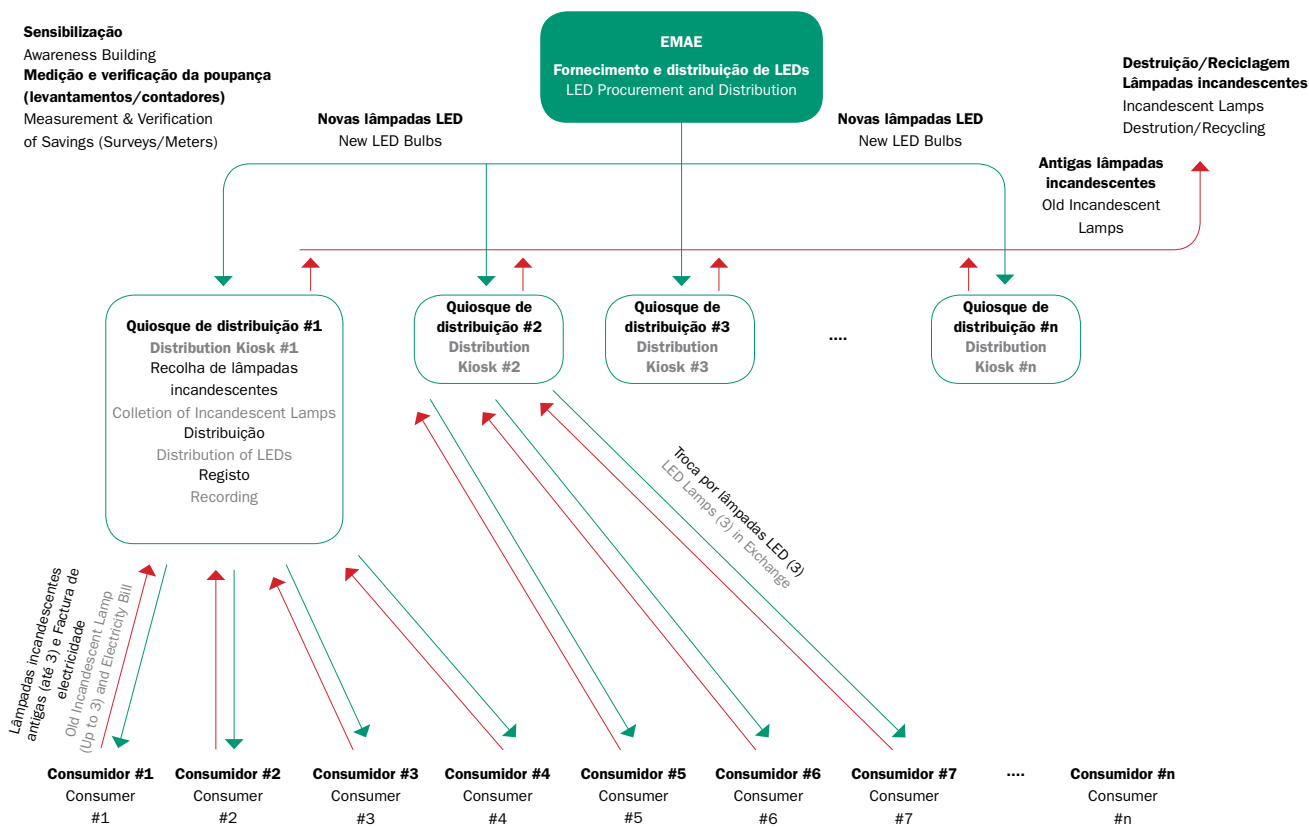 Sensibilização
Awareness Building
Medição e verificação da poupança
(levantamentos/contadores)
Measurement & Verification
of Savings (Surveys/Meters)
EMAE
Fornecimento e distribuição de LEDs
LED Procurement and Distribution
Destruição/Reciclagem
Lâmpadas incandescentes
Incandescent Lamps
Destrution/Recycling
Novas lâmpadas LED
New LED Bulbs
Novas lâmpadas LED
New LED Bulbs
Antigas lâmpadas
incandescentes
Old Incandescent
Lamps
Quiosque de distribuição #1
Distribution Kiosk #1
Recolha de lâmpadas
incandescentes
Colletion of Incandescent Lamps
Distribuição
Distribution of LEDs
Registo
Recording
Quiosque de
distribuição #2
Distribution
Kiosk #2
Quiosque de
distribuição #3
Distribution
Kiosk #3
....
Quiosque de
distribuição #n
Distribution
Kiosk #n
Troca por lâmpadas LED (3)
LED Lamps (3) in Exchange
Lâmpadas incandescentes
antigas (até 3) e Factura de
electricidade
Old Indandescent Lamp
(Up to 3) and Electricity Bill
Consumidor #1
Consumer
#1
Consumidor #2
Consumer
#2
Consumidor #3
Consumer
#3
Consumidor #4
Consumer
#4
Consumidor #5
Consumer
#5
Consumidor #6
Consumer
#6
Consumidor #7
Consumer
#7
....
Consumidor #n
Consumer
#n